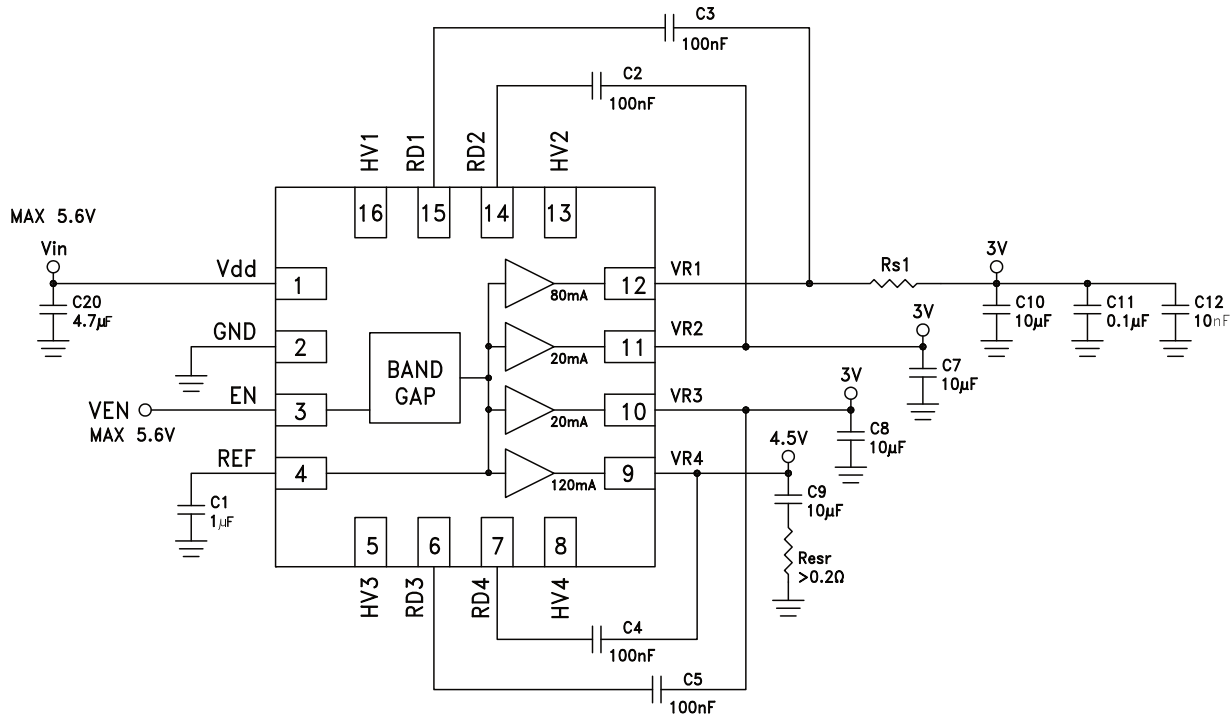 C3
100nF
C2
100nF
HV1
RD1
RD2
HV2
16
15
14
13
MAX 5.6V
Vin
Vdd
1
C20
4.7µF
GND
2
EN
3
VEN
MAX 5.6V
REF
4
C1
1µF
BAND
GAP
80mA
20mA
20mA
120mA
12
VR1
11
VR2
10
VR3
9
VR4
Rs1
3V
C10
10µF
C11
0.1µF
C12
10nF
3V
C7
10µF
3V
C8
10µF
4.5V
C9
10µF
Resr
>0.2Ω
5
6
7
8
HV3
RD3
RD4
HV4
C4
100nF
C5
100nF